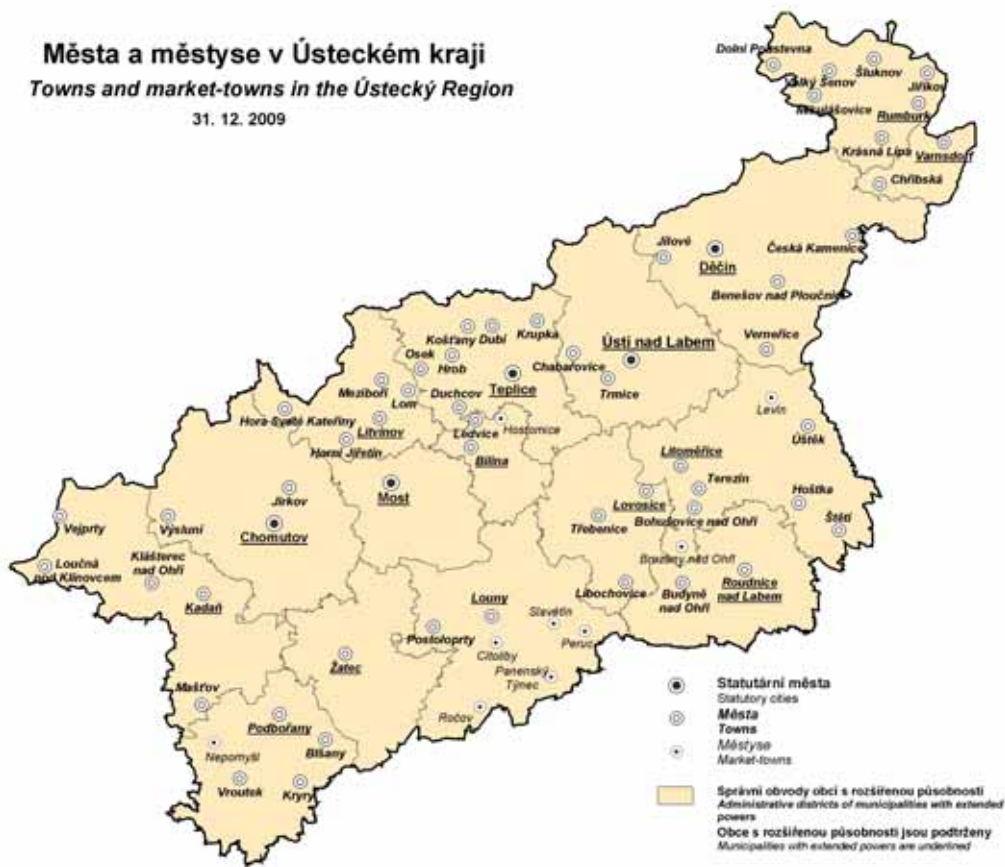 Města a městyse v Ústeckém kraji
Towns and market-towns in the Ústecký Region
31. 12. 2009
Dolní Poustevna
Šluknov
Velký Šenov
Jiříkov
Mikulášovice
Rumburk
Krásná Lípa
Varnsdorf
Chřibská
Jílové
Česká Kamenice
Děčín
Benešov nad Ploučnicí
Verneřice
Košťany
Dubí
Krupka
Ústí nad Labem
Osek
Hrob
Chabařovice
Teplice
Trmice
Meziboří
Lom
Duchcov
Levín
Hora Svaté Kateřiny
Litvínov
Ledvice
Hostomice
Úštěk
Horní Jiřetín
Bílina
Litoměřice
Terezín
Jirkov
Most
Lovosice
Hoštka
Vejprty
Výsluní
Třebenice
Bohušovice nad Ohří
Štětí
Chomutov
Klášterec
nad Ohří
Loučná
pod Klínovcem
Brozany nad Ohří
Libochovice
Budyně
nad Ohří
Roudnice
nad Labem
Kadaň
Louny
Slavětín
Postoloprty
Peruc
Cítoliby
Žatec
Panenský
Týnec
Mašťov
Ročov
Podbořany
Blšany
Nepomyšl
Vroutek
Kryry
Statutární města
Statutory cities
Města
Towns
Městyse
Market-towns
Správní obvody obcí s rozšířenou působností
Administrative districts of municipalities with extended
powers
Obce s rozšířenou působností jsou podtrženy
Municipalities with extended powers are underlined